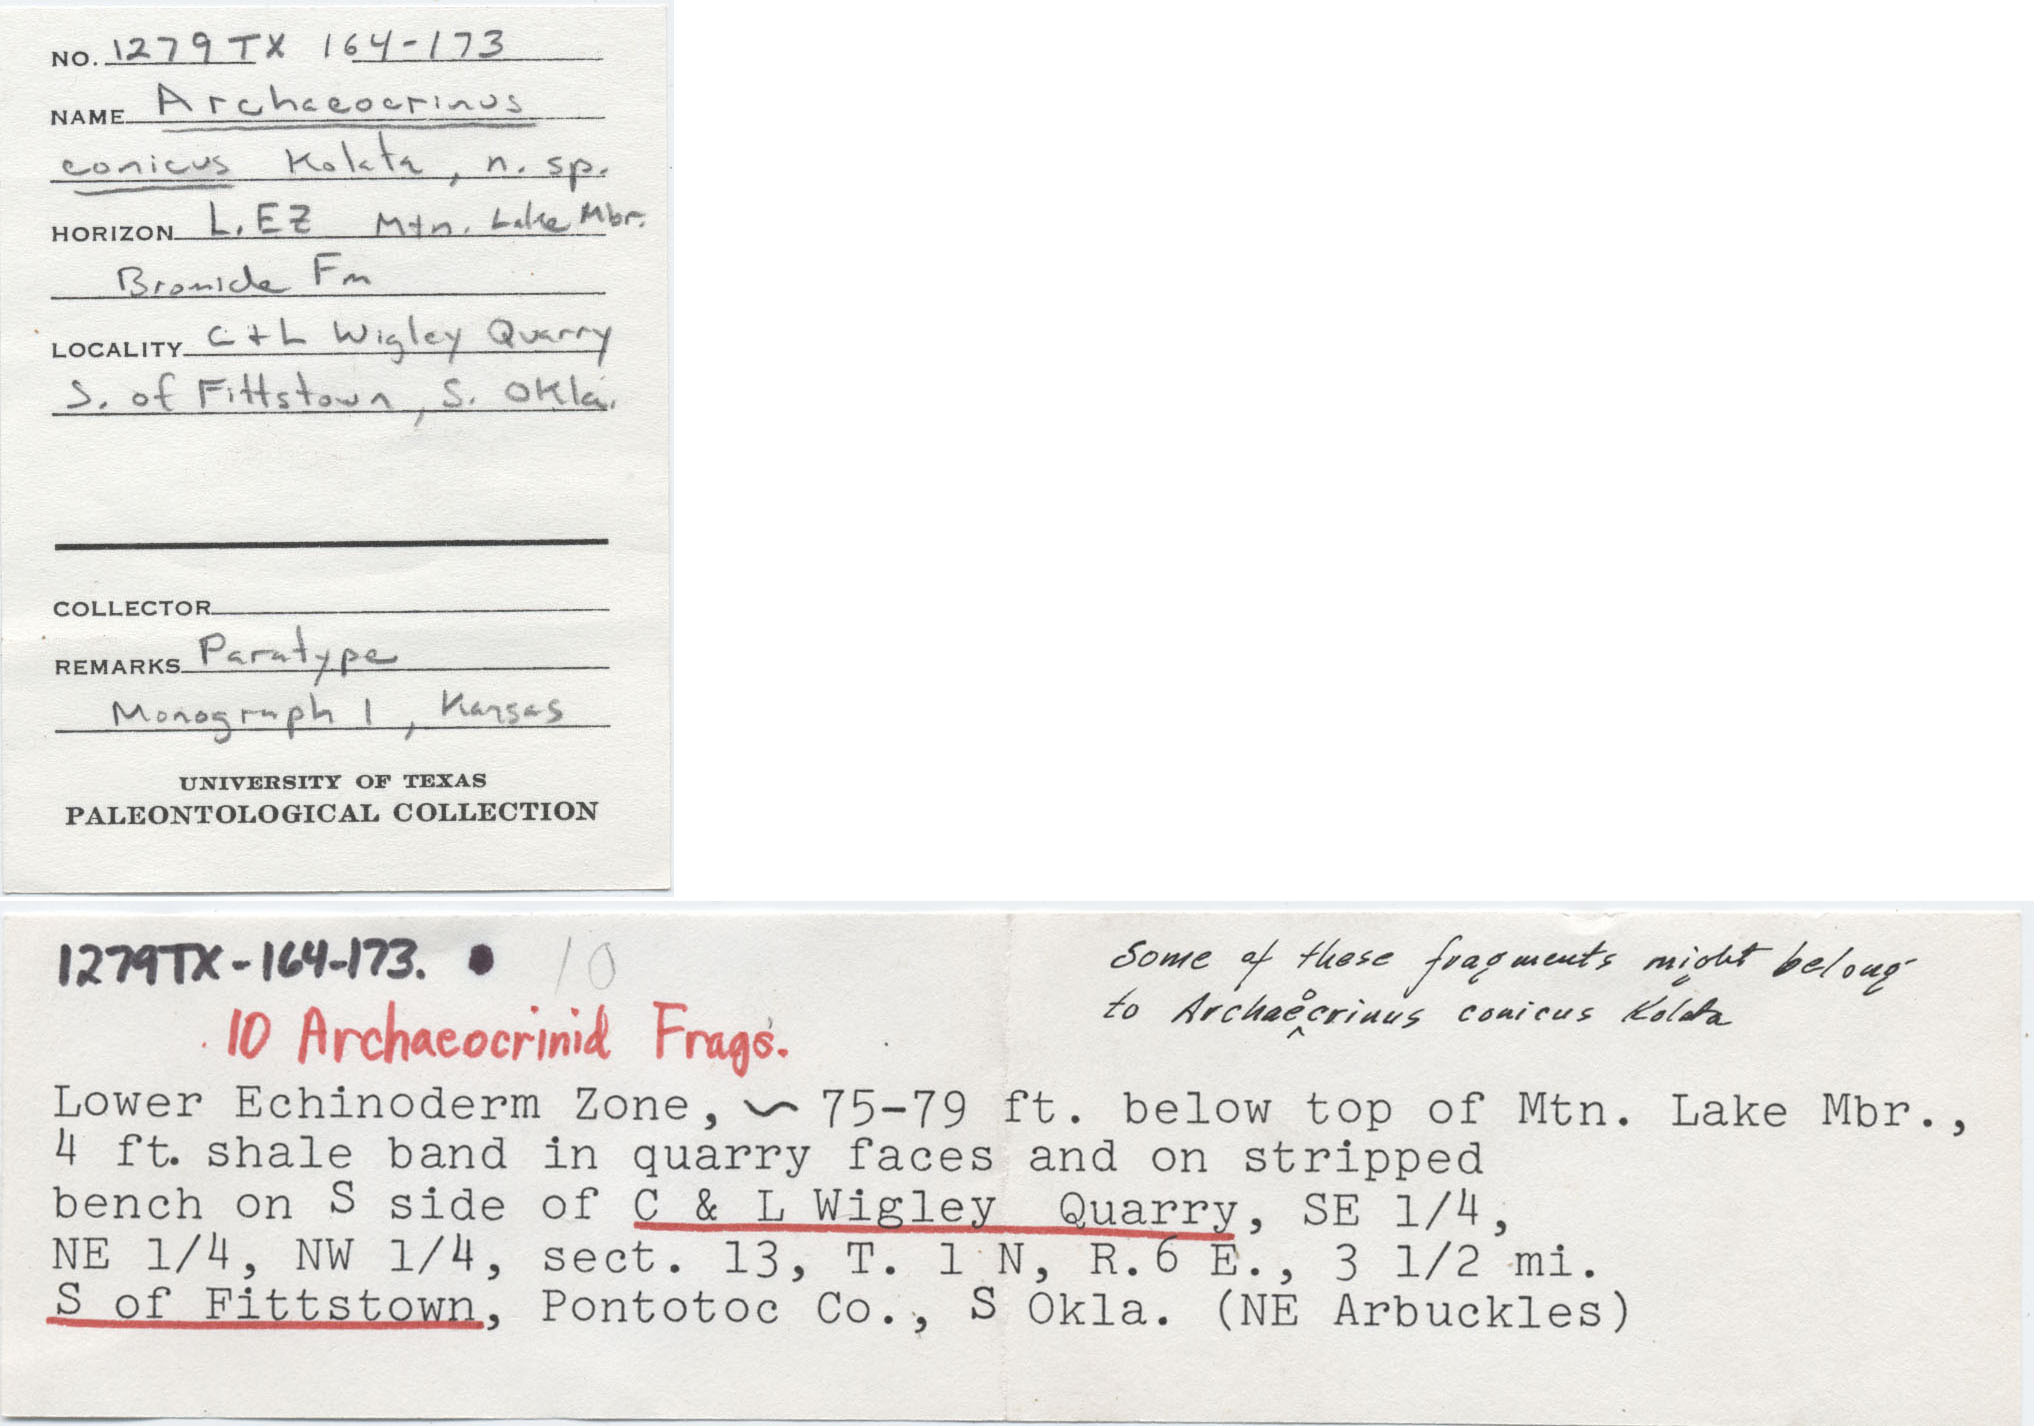 NO. 1279TX 164-173
NAME Archaeocrinus
conicus Kolata, n. sp.
HORIZON L. EZ Mtn. Lake Mbr.
Bromide Fm
LOCALITY C+L Wigley Quarry
S. of Fittstown, S. Okla.
COLLECTOR
REMARKS Paratype
Monograph 1, Kansas
UNIVERSITY OF TEXAS
PALEONTOLOGICAL COLLECTION
1279TX-164-173. 10
10 Archaeocrinid Frags.
Some of these fragments might belong
to Archaeocrinus conicus Kolata
Lower Echinoderm Zone, ~ 75-79 ft. below top of Mtn. Lake Mbr.,
4 ft. shale band in quarry faces and on stripped
bench on S side of C & L Wigley Quarry, SE 1/4,
NE 1/4, NW 1/4, sect. 13, T. 1 N, R.6 E., 3 1/2 mi.
S of Fittstown, Pontotoc Co., S Okla. (NE Arbuckles)